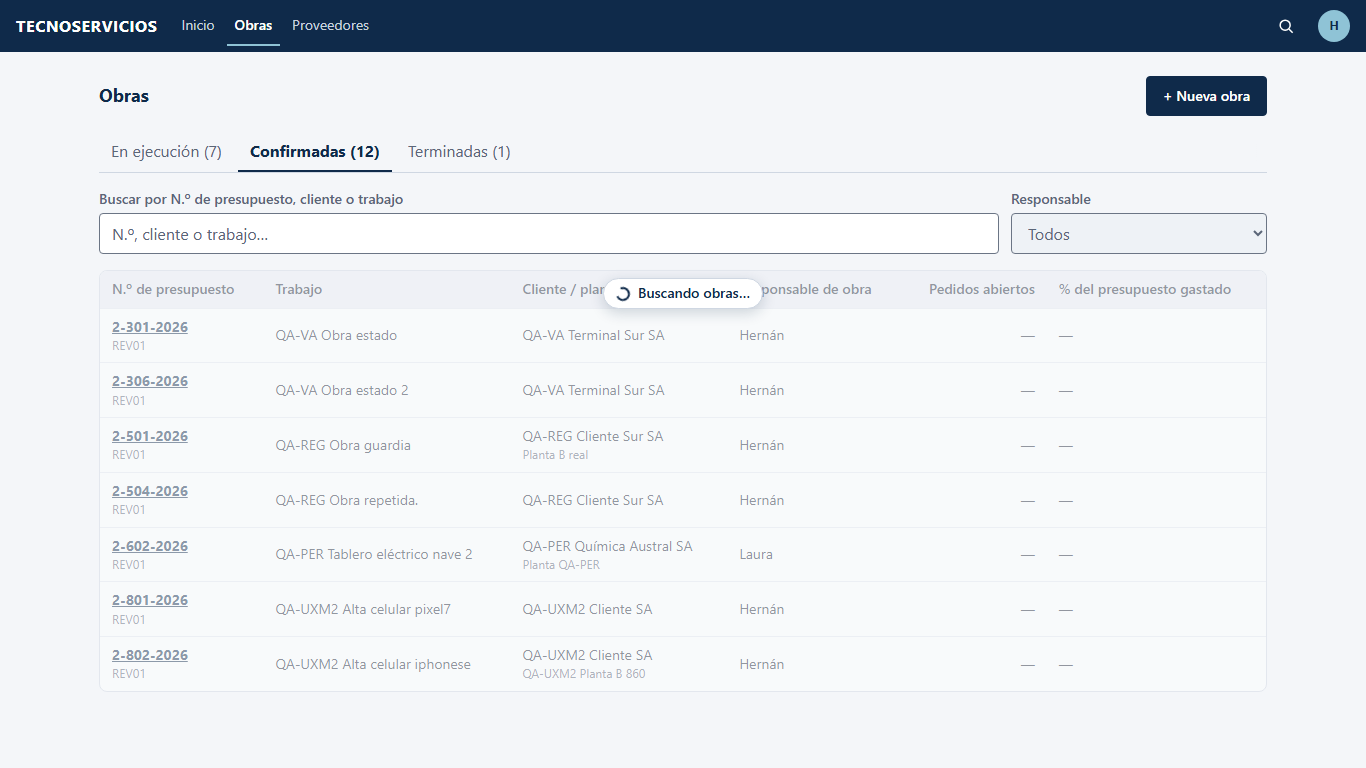 TECNOSERVICIOS Inicio Obras Proveedores H
Obras
+ Nueva obra
En ejecución (7) Confirmadas (12) Terminadas (1)
Buscar por N.º de presupuesto, cliente o trabajo Responsable
N.º, cliente o trabajo... Todos
N.º de presupuesto Trabajo Cliente / plan ponsable de obra Pedidos abiertos % del presupuesto gastado
Buscando obras...
2-301-2026 QA-VA Obra estado QA-VA Terminal Sur SA Hernán — —
REV01
2-306-2026 QA-VA Obra estado 2 QA-VA Terminal Sur SA Hernán — —
REV01
2-501-2026 QA-REG Obra guardia QA-REG Cliente Sur SA Hernán — —
REV01 Planta B real
2-504-2026 QA-REG Obra repetida. QA-REG Cliente Sur SA Hernán — —
REV01
2-602-2026 QA-PER Tablero eléctrico nave 2 QA-PER Química Austral SA Laura — —
REV01 Planta QA-PER
2-801-2026 QA-UXM2 Alta celular pixel7 QA-UXM2 Cliente SA Hernán — —
REV01
2-802-2026 QA-UXM2 Alta celular iphonese QA-UXM2 Cliente SA Hernán — —
REV01 QA-UXM2 Planta B 860